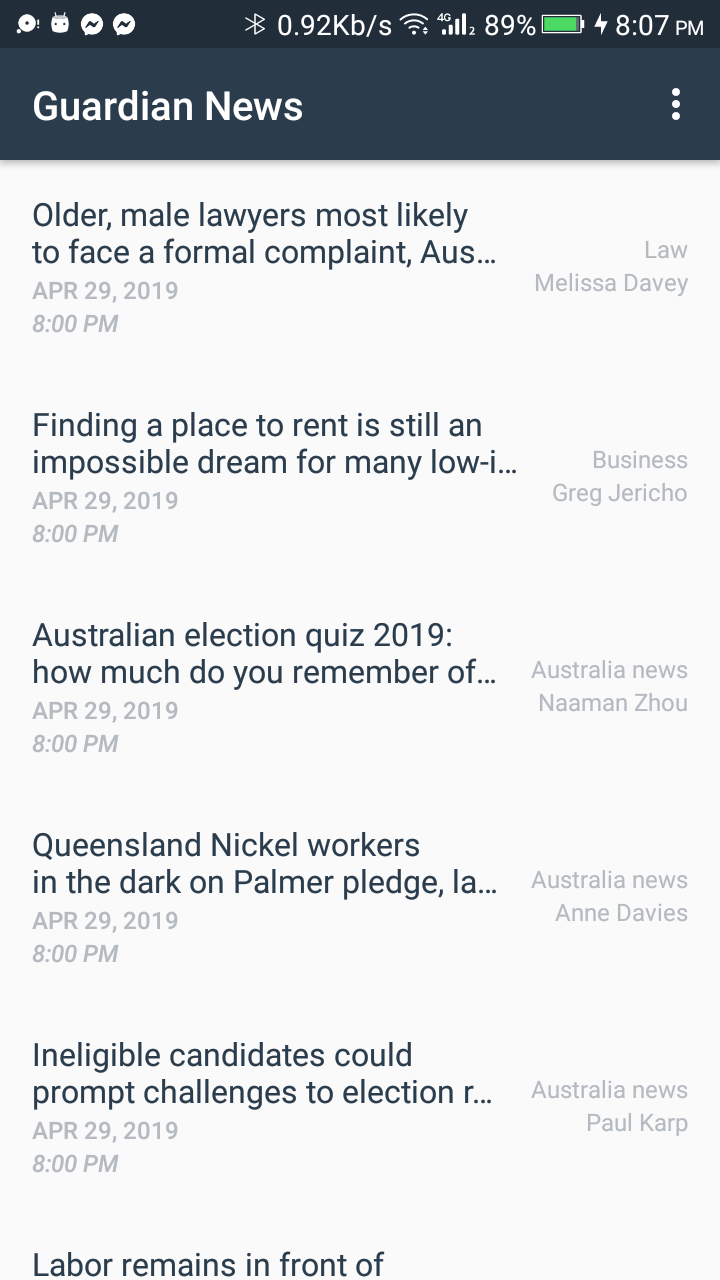 0.92Kb/s 4G 2 89% 8:07 PM
Guardian News
Older, male lawyers most likely
to face a formal complaint, Aus...
APR 29, 2019
8:00 PM
Law
Melissa Davey
Finding a place to rent is still an
impossible dream for many low-i...
APR 29, 2019
8:00 PM
Business
Greg Jericho
Australian election quiz 2019:
how much do you remember of...
APR 29, 2019
8:00 PM
Australia news
Naaman Zhou
Queensland Nickel workers
in the dark on Palmer pledge, la...
APR 29, 2019
8:00 PM
Australia news
Anne Davies
Ineligible candidates could
prompt challenges to election r...
APR 29, 2019
8:00 PM
Australia news
Paul Karp
Labor remains in front of